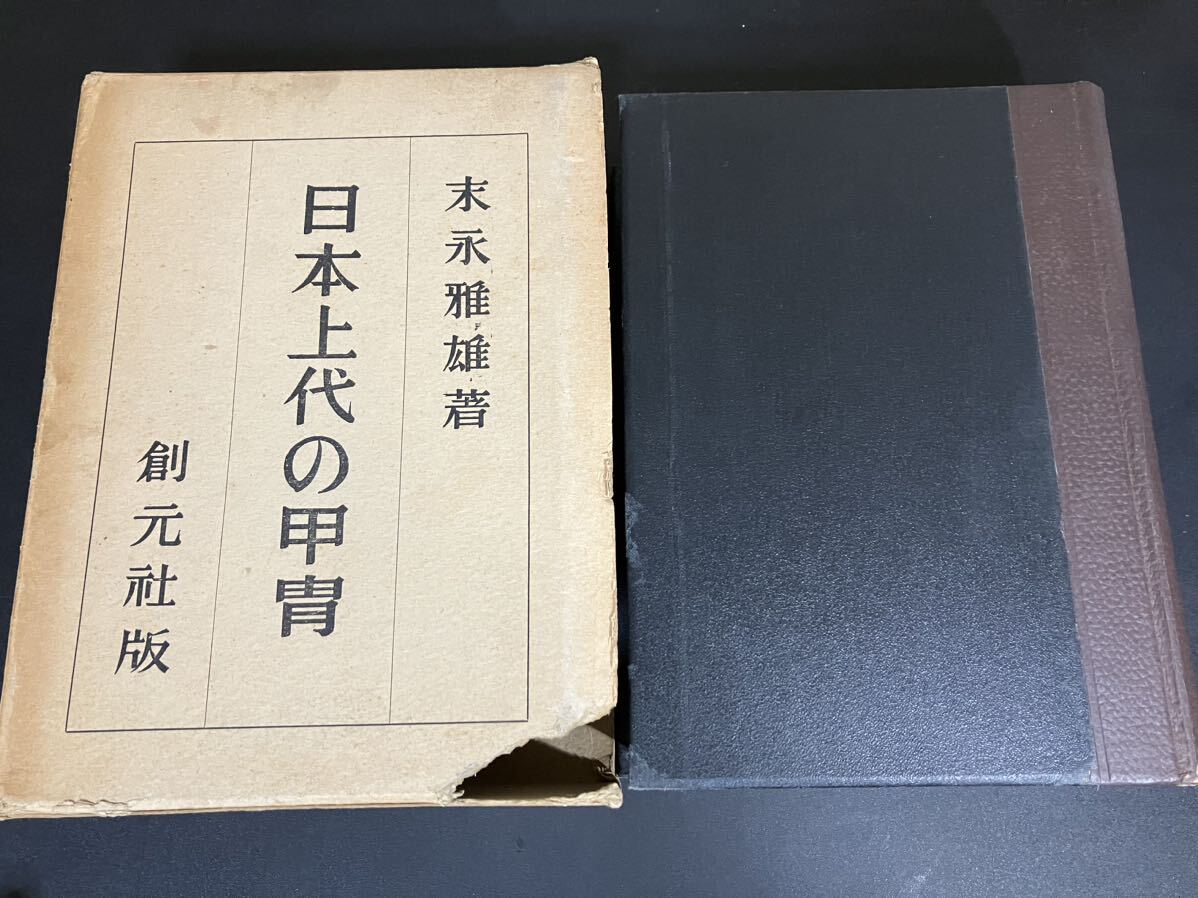 末永雅雄著
日本上代の甲冑
創元社版